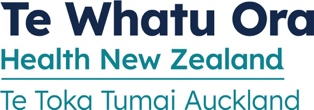 Te Whatu Ora
Health New Zealand
Te Toka Tumai Auckland